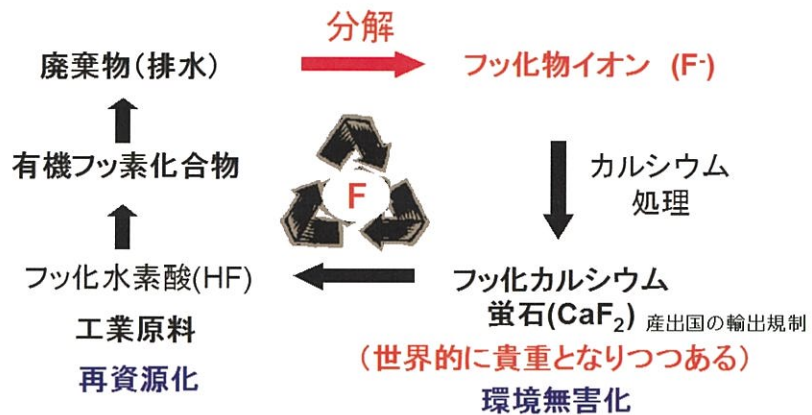 分解
廃棄物(排水)
フッ化物イオン (F-)
有機フッ素化合物
F
カルシウム
処理
フッ化水素酸(HF)
工業原料
再資源化
フッ化カルシウム
蛍石(CaF2) 産出国の輸出規制
(世界的に貴重となりつつある)
環境無害化